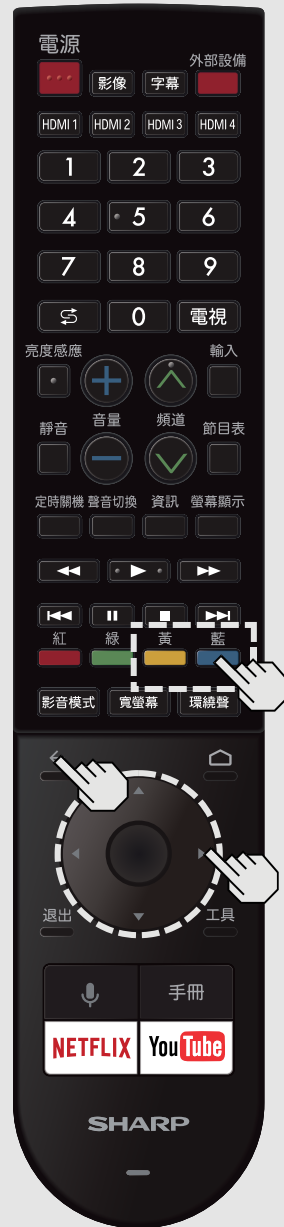 電源
外部設備
影像 字幕
HDMI 1 HDMI 2 HDMI 3 HDMI 4
1 2 3
4 5 6
7 8 9
0 電視
亮度感應 輸入
音量 頻道
靜音 節目表
定時關機 聲音切換 資訊 螢幕顯示
紅 綠 黃 藍
影音模式 寬螢幕 環繞聲
退出 工具
手冊
NETFLIX YouTube
SHARP